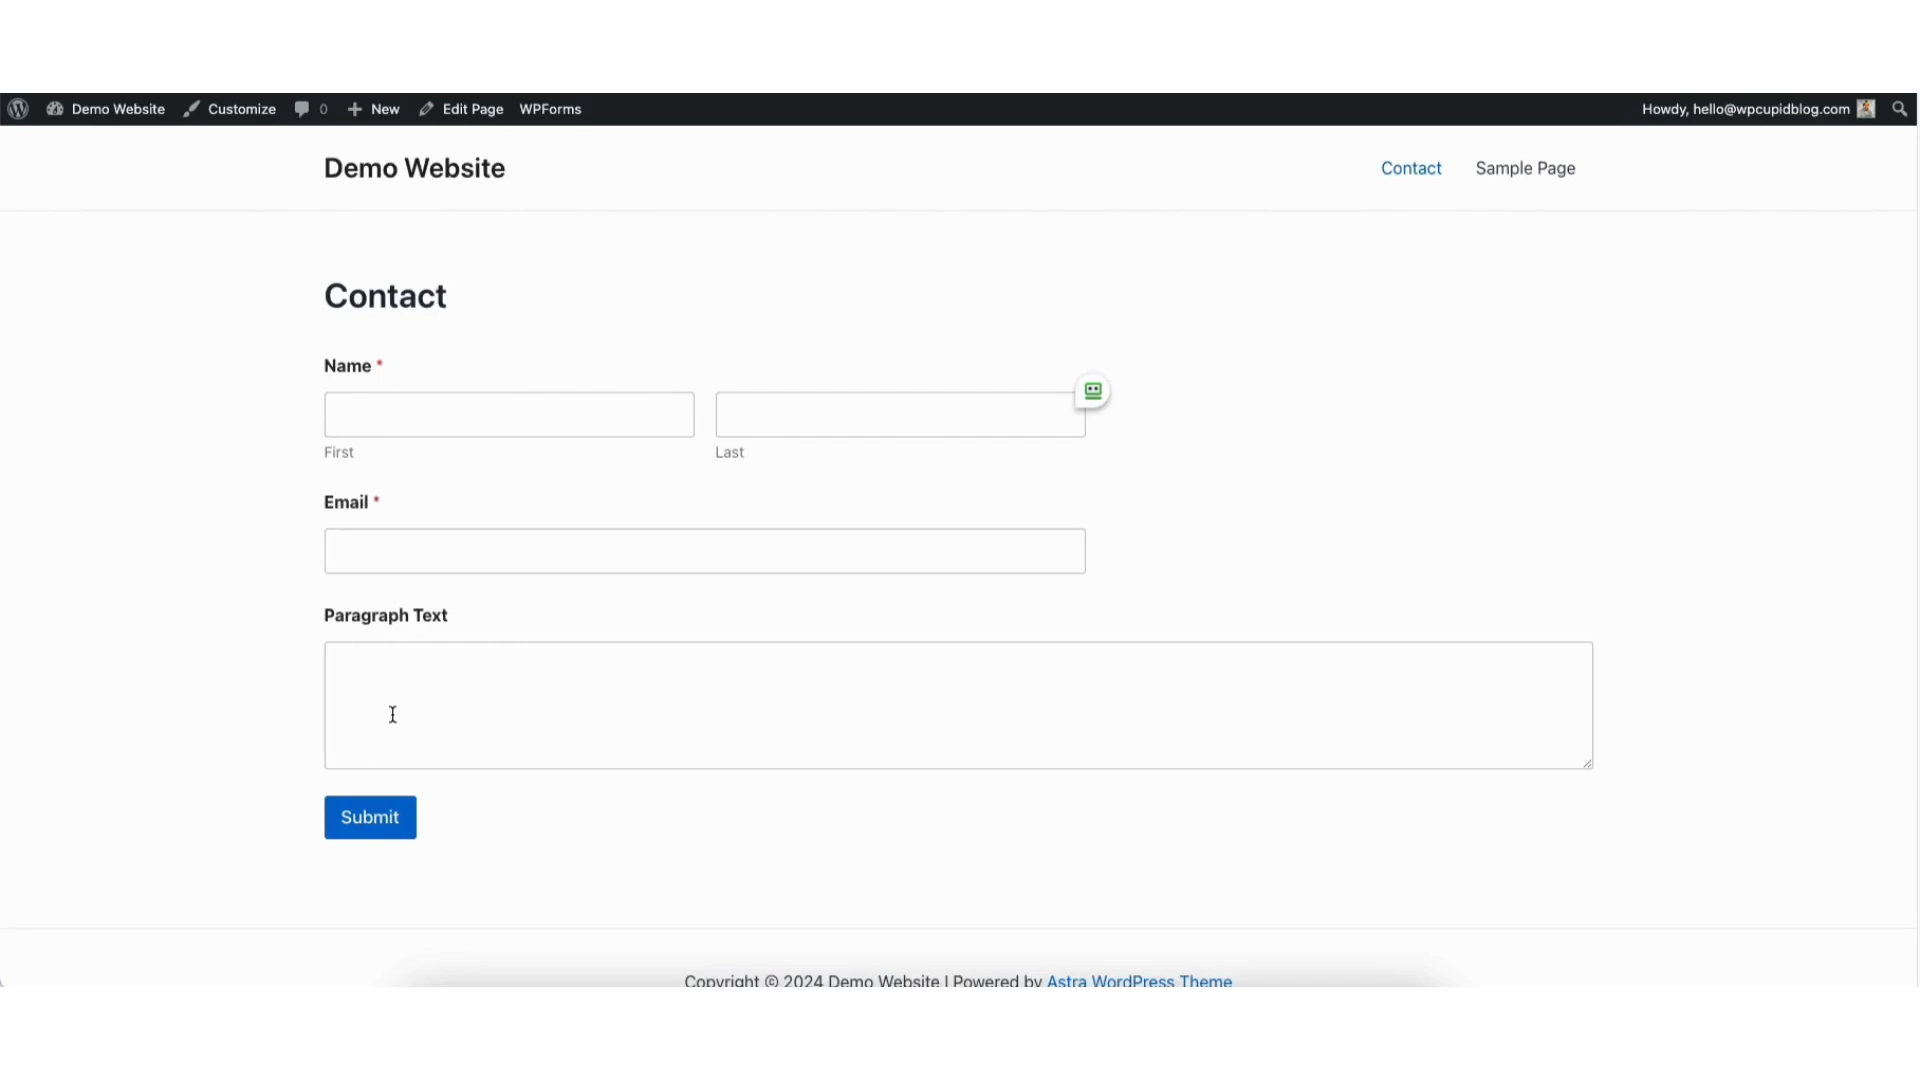 Demo Website Customize 0 New Edit Page WPForms Howdy, hello@wpcupidblog.com
Demo Website Contact Sample Page
Contact
Name *
First Last
Email *
Paragraph Text
Submit
Copyright © 2024 Demo Website | Powered by Astra WordPress Theme